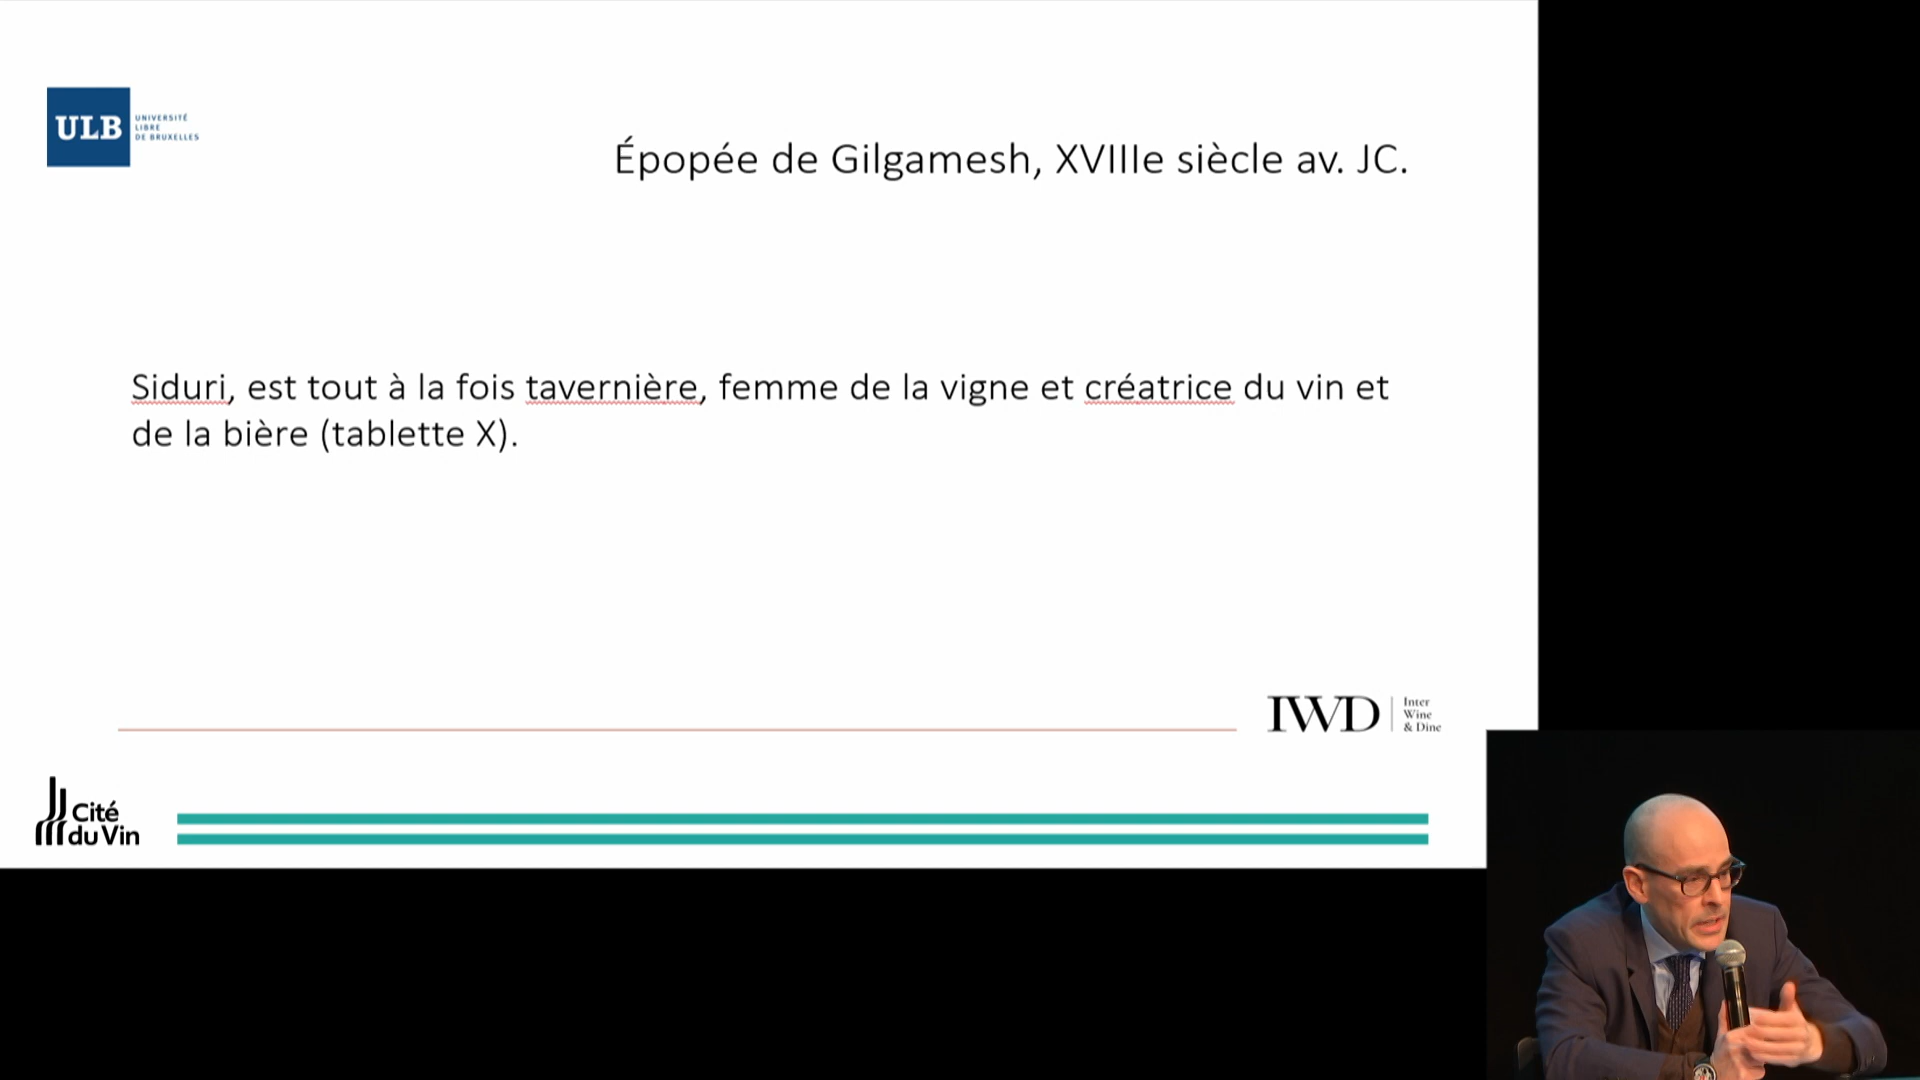 ULB
UNIVERSITÉ
LIBRE
DE BRUXELLES
Épopée de Gilgamesh, XVIIIe siècle av. JC.
Siduri, est tout à la fois tavernière, femme de la vigne et créatrice du vin et
de la bière (tablette X).
IWD
Inter
Wine
& Dine
Cité
du Vin